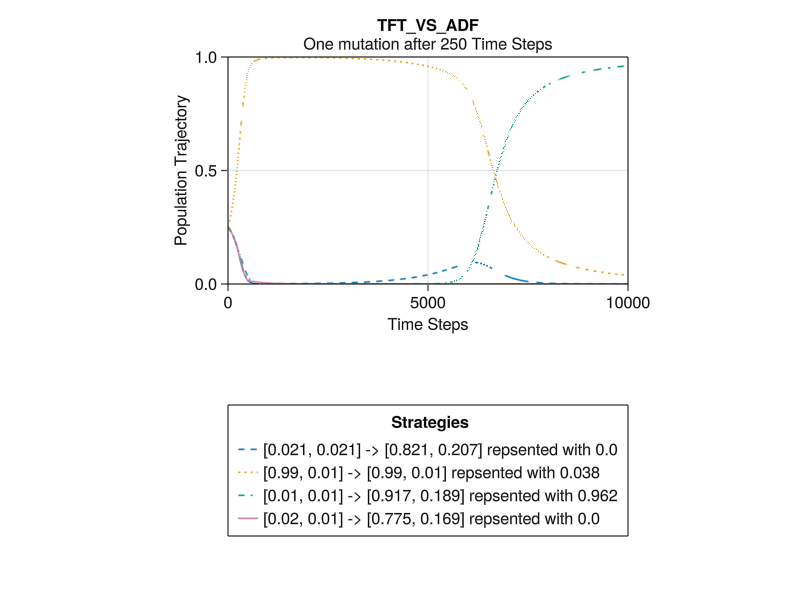 TFT_VS_ADF
One mutation after 250 Time Steps
1.0
0.5
0.0
Population Trajectory
0 5000 10000
Time Steps
Strategies
[0.021, 0.021] -> [0.821, 0.207] repsented with 0.0
[0.99, 0.01] -> [0.99, 0.01] repsented with 0.038
[0.01, 0.01] -> [0.917, 0.189] repsented with 0.962
[0.02, 0.01] -> [0.775, 0.169] repsented with 0.0